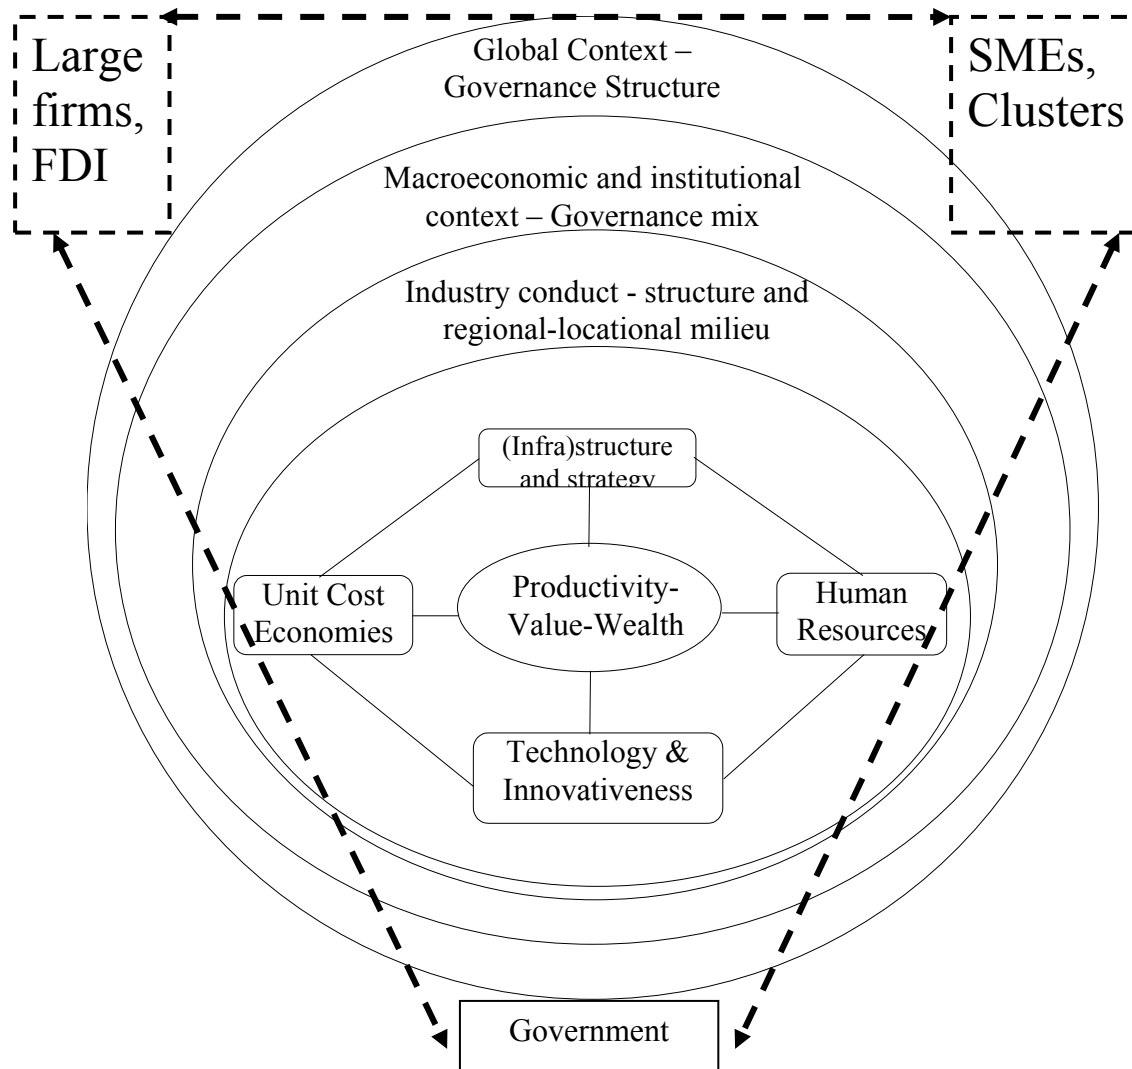 Large
firms,
FDI
Global Context –
Governance Structure
SMEs,
Clusters
Macroeconomic and institutional
context – Governance mix
Industry conduct - structure and
regional-locational milieu
(Infra)structure
and strategy
Unit Cost
Economies
Productivity-
Value-Wealth
Human
Resources
Technology &
Innovativeness
Government